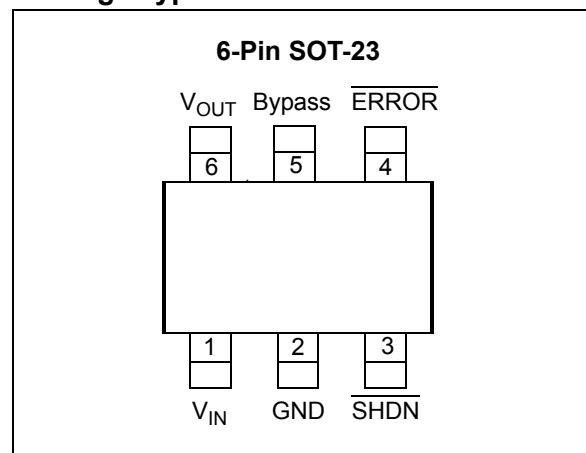 6-Pin SOT-23
VOUT Bypass ERROR
6 5 4
1 2 3
VIN GND SHDN